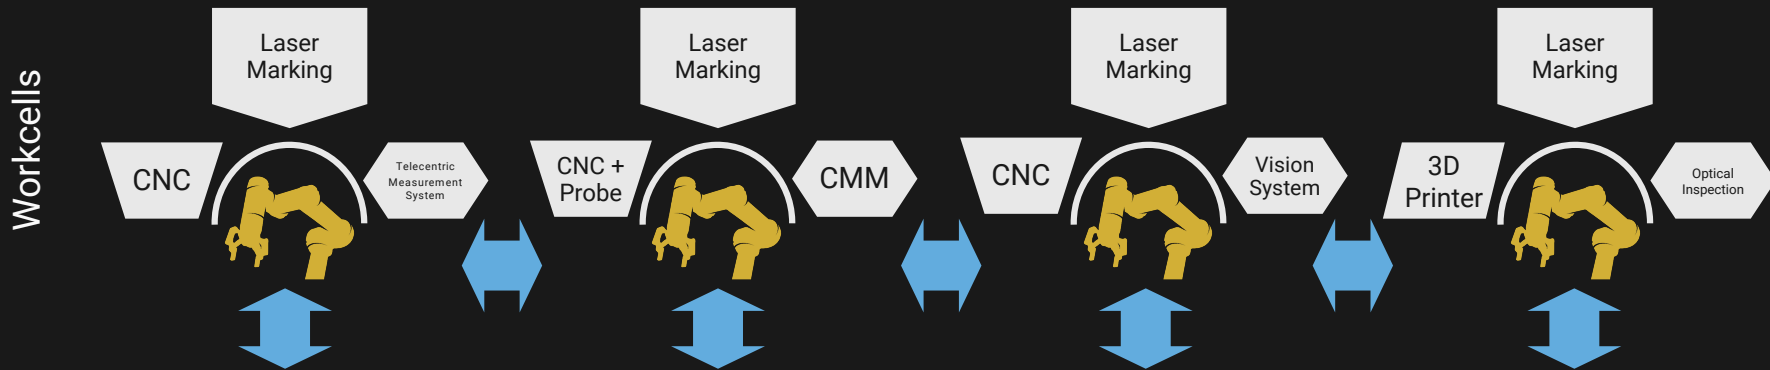 Workcells
Laser
Marking
CNC
Telecentric
Measurement
System
Laser
Marking
CNC +
Probe
CMM
Laser
Marking
CNC
Vision
System
Laser
Marking
3D
Printer
Optical
Inspection